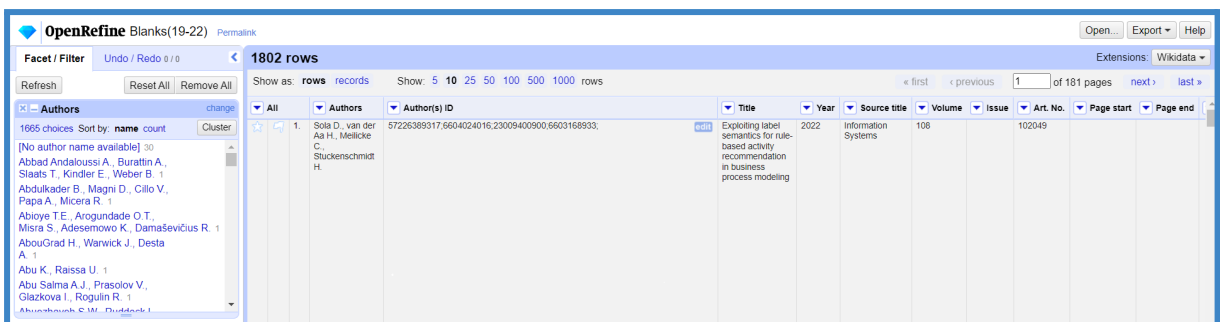 OpenRefine Blanks(19-22) Permalink
Open... Export Help
Facet / Filter Undo / Redo 0 / 0
1802 rows
Extensions: Wikidata
Refresh Reset All Remove All
Show as: rows records Show: 5 10 25 50 100 500 1000 rows
« first ‹ previous 1 of 181 pages next › last »
Authors change
1665 choices Sort by: name count Cluster
[No author name available] 30
Abbad Andaloussi A., Burattin A.,
Slaats T., Kindler E., Weber B. 1
Abdulkader B., Magni D., Cillo V.,
Papa A., Micera R. 1
Abioye T.E., Arogundade O.T.,
Misra S., Adesemowo K., Damaševičius R. 1
AbouGrad H., Warwick J., Desta
A. 1
Abu K., Raissa U. 1
Abu Salma A.J., Prasolov V.,
Glazkova I., Rogulin R. 1
All Authors Author(s) ID Title Year Source title Volume Issue Art. No. Page start Page end
1. Sola D., van der
Aa H., Meilicke
C.,
Stuckenschmidt
H.
57226389317;6604024016;23009400900;6603168933;
edit
Exploiting label
semantics for rule-
based activity
recommendation
in business
process modeling
2022
Information
Systems
108
102049